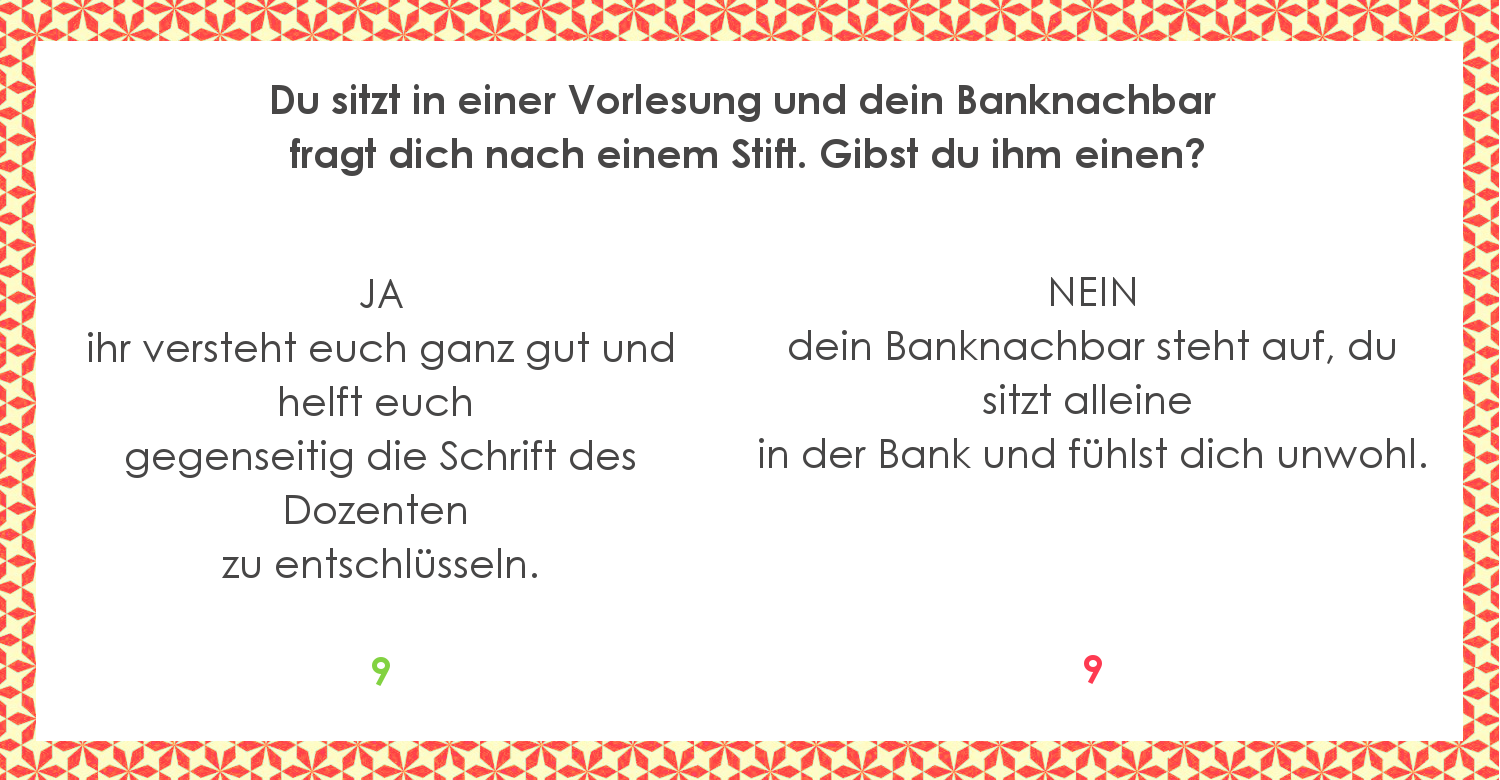 Du sitzt in einer Vorlesung und dein Banknachbar
fragt dich nach einem Stift. Gibst du ihm einen?
JA
ihr versteht euch ganz gut und
helft euch
gegenseitig die Schrift des
Dozenten
zu entschlüsseln.
9
NEIN
dein Banknachbar steht auf, du
sitzt alleine
in der Bank und fühlst dich unwohl.
9